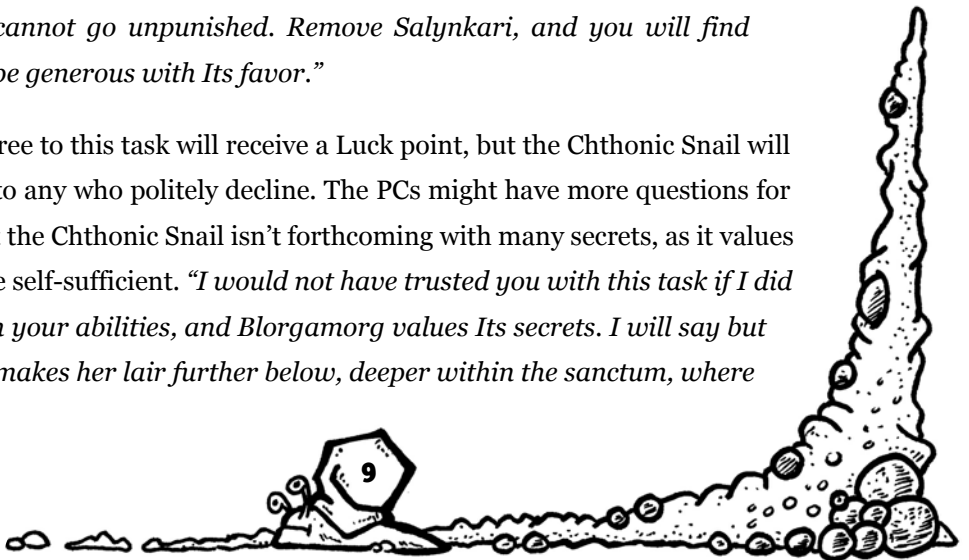 cannot go unpunished. Remove Salynkari, and you will find
be generous with Its favor.”
ree to this task will receive a Luck point, but the Chthonic Snail will
to any who politely decline. The PCs might have more questions for
the Chthonic Snail isn’t forthcoming with many secrets, as it values
e self-sufficient. “I would not have trusted you with this task if I did
your abilities, and Blorgamorg values Its secrets. I will say but
makes her lair further below, deeper within the sanctum, where
9